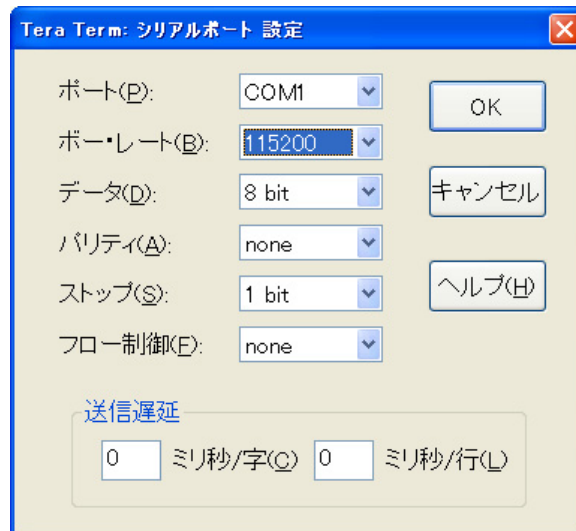 Tera Term: シリアルポート 設定
ポート(P): COM1
OK
ボー・レート(B): 115200
データ(D): 8 bit
キャンセル
パリティ(A): none
ストップ(S): 1 bit
ヘルプ(H)
フロー制御(F): none
送信遅延
0 ミリ秒/字(C) 0 ミリ秒/行(L)